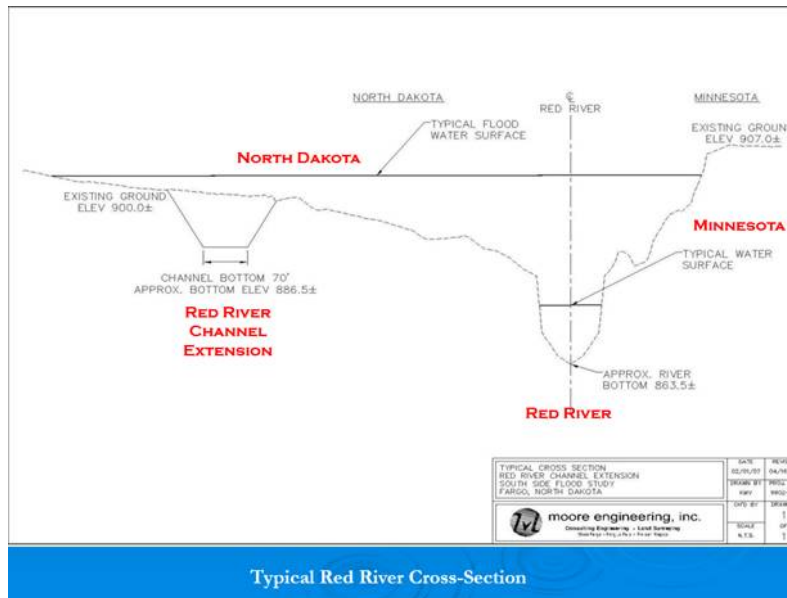 NORTH DAKOTA
℄
RED RIVER
MINNESOTA
TYPICAL FLOOD
WATER SURFACE
EXISTING GROUN
ELEV 907.0±
NORTH DAKOTA
EXISTING GROUND
ELEV 900.0±
MINNESOTA
TYPICAL WATER
SURFACE
CHANNEL BOTTOM 70'
APPROX. BOTTOM ELEV 886.5±
RED RIVER
CHANNEL
EXTENSION
APPROX. RIVER
BOTTOM 863.5±
RED RIVER
TYPICAL CROSS SECTION
RED RIVER CHANNEL EXTENSION
SOUTH SIDE FLOOD STUDY
FARGO, NORTH DAKOTA
DATE
02/01/07
DRAWN BY
CK'D BY
SCALE
N.T.S.
moore engineering, inc.
Consulting Engineering • Land Surveying
Typical Red River Cross-Section